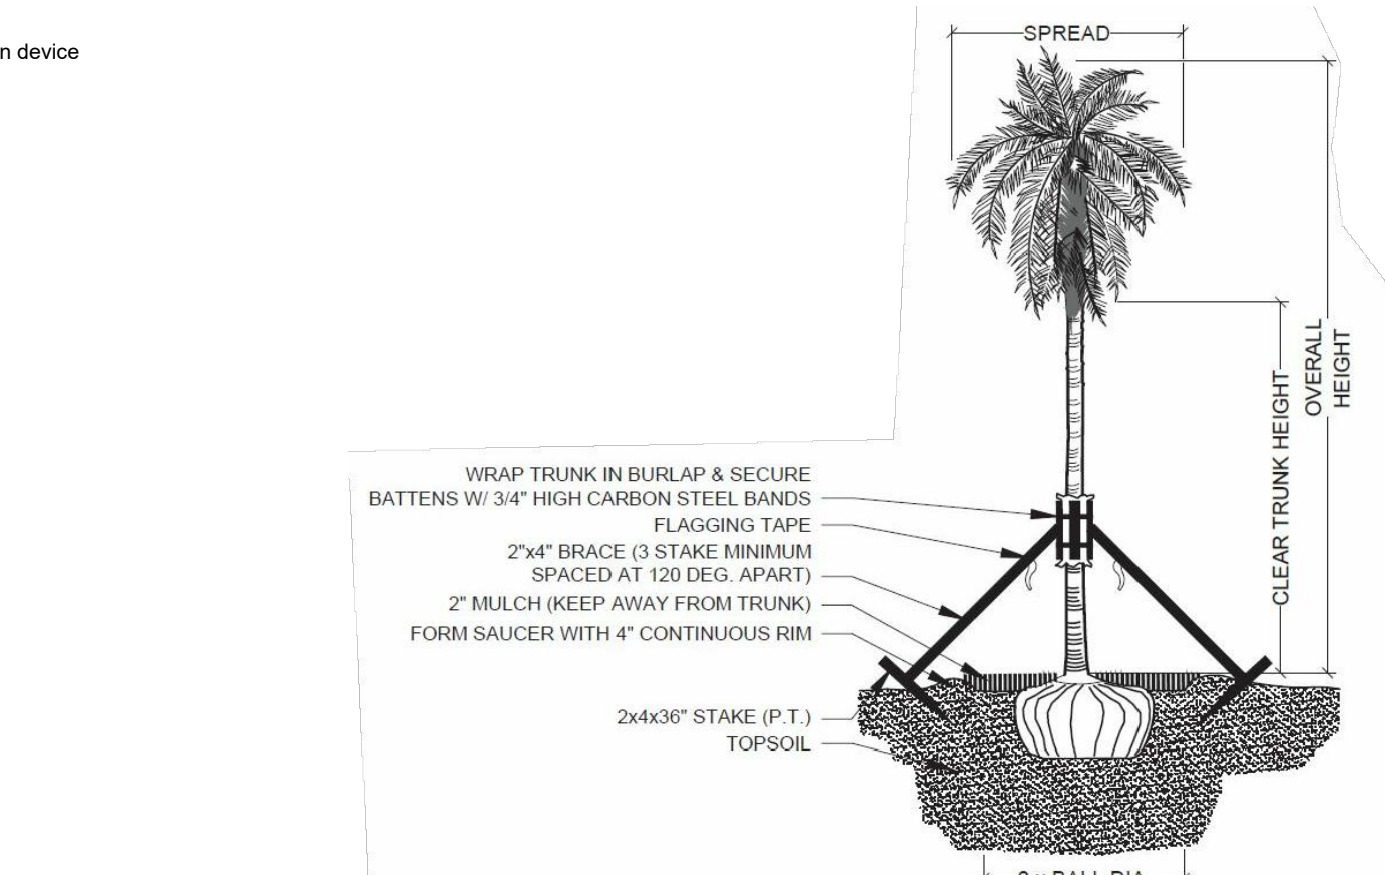 n device
SPREAD
OVERALL
HEIGHT
CLEAR TRUNK HEIGHT
WRAP TRUNK IN BURLAP & SECURE
BATTENS W/ 3/4" HIGH CARBON STEEL BANDS
FLAGGING TAPE
2"x4" BRACE (3 STAKE MINIMUM
SPACED AT 120 DEG. APART)
2" MULCH (KEEP AWAY FROM TRUNK)
FORM SAUCER WITH 4" CONTINUOUS RIM
2x4x36" STAKE (P.T.)
TOPSOIL
BALL DIA